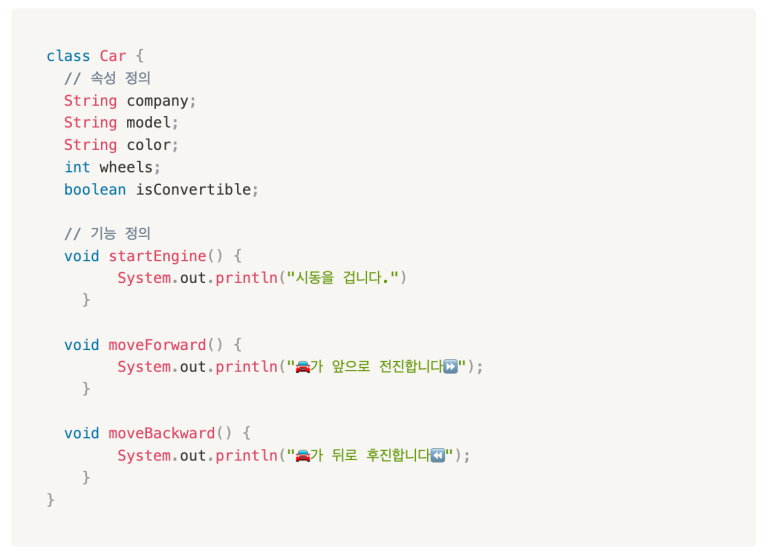 class Car {
  // 속성 정의
  String company;
  String model;
  String color;
  int wheels;
  boolean isConvertible;

  // 기능 정의
  void startEngine() {
        System.out.println("시동을 겁니다.")
    }

  void moveForward() {
        System.out.println("🚘가 앞으로 전진합니다⏩");
    }

  void moveBackward() {
        System.out.println("🚘가 뒤로 후진합니다⏪");
    }
}